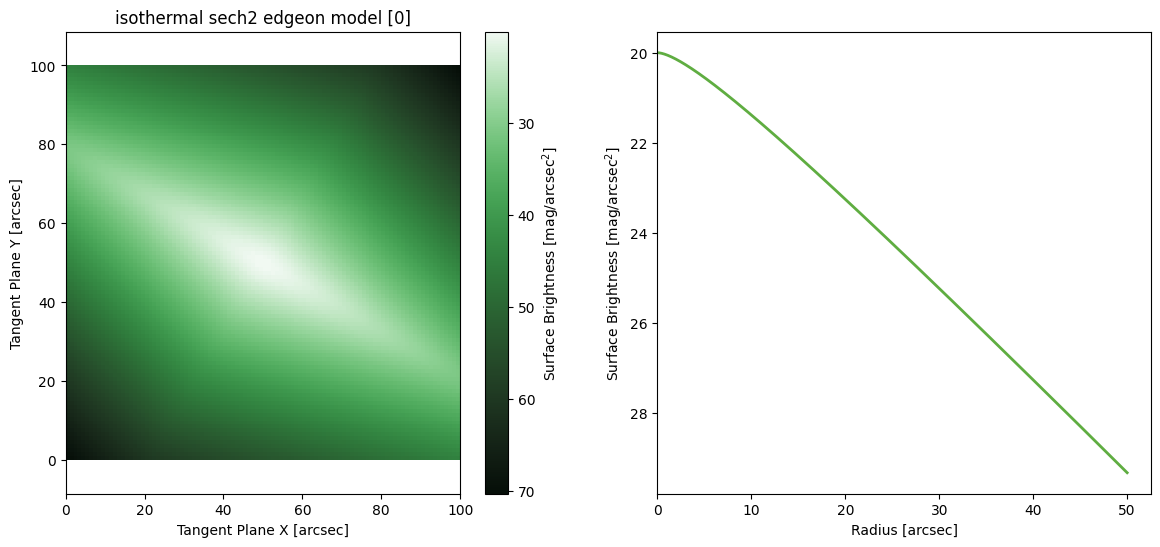 isothermal sech2 edgeon model [0]
100
80
60
40
20
0
Tangent Plane Y [arcsec]
0 20 40 60 80 100
Tangent Plane X [arcsec]
30
40
50
60
70
Surface Brightness [mag/arcsec²]
20
22
24
26
28
Surface Brightness [mag/arcsec²]
0 10 20 30 40 50
Radius [arcsec]